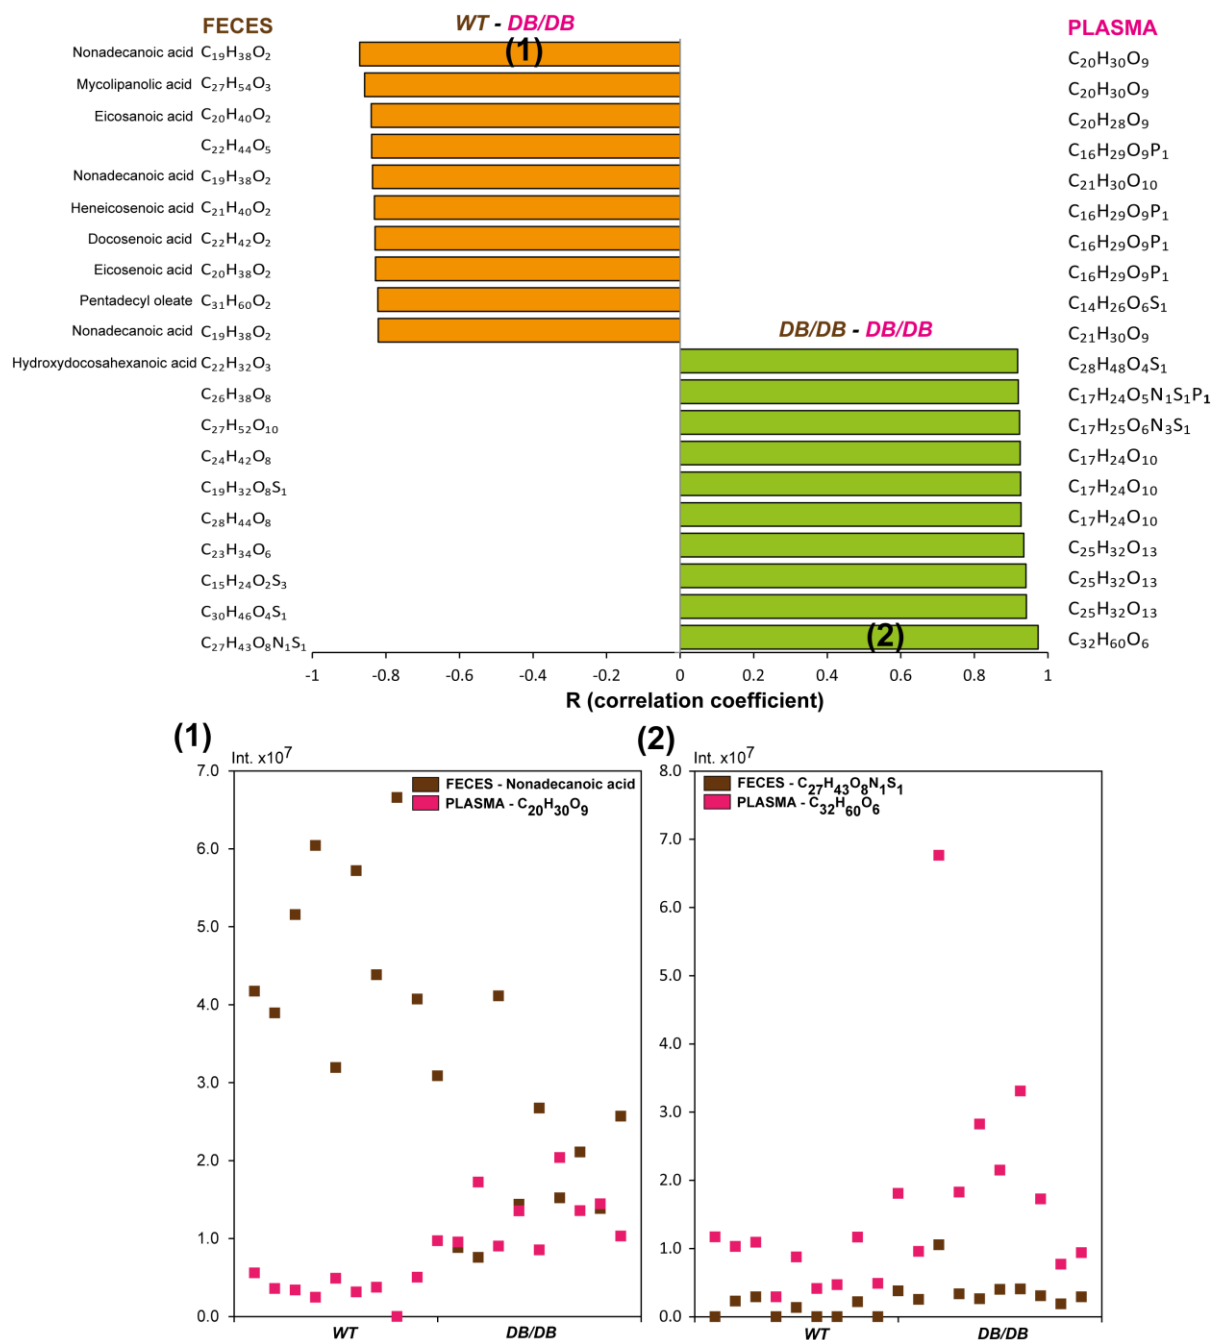 FECES WT - DB/DB PLASMA
Nonadecanoic acid C19H38O2 (1) C20H30O9
Mycolipanolic acid C27H54O3 C20H30O9
Eicosanoic acid C20H40O2 C20H28O9
C22H44O5 C16H29O9P1
Nonadecanoic acid C19H38O2 C21H30O10
Heneicosenoic acid C21H40O2 C16H29O9P1
Docosenoic acid C22H42O2 C16H29O9P1
Eicosenoic acid C20H38O2 C16H29O9P1
Pentadecyl oleate C31H60O2 C14H26O6S1
Nonadecanoic acid C19H38O2 DB/DB - DB/DB C21H30O9
Hydroxydocosahexanoic acid C22H32O3 C28H48O4S1
C26H38O8 C17H24O5N1S1P1
C27H52O10 C17H25O6N3S1
C24H42O8 C17H24O10
C19H32O8S1 C17H24O10
C28H44O8 C17H24O10
C23H34O6 C25H32O13
C15H24O2S3 C25H32O13
C30H46O4S1 C25H32O13
C27H43O8N1S1 (2) C32H60O6
-1 -0.8 -0.6 -0.4 -0.2 0 0.2 0.4 0.6 0.8 1
R (correlation coefficient)
(1)
Int. x10^7
7.0
6.0
5.0
4.0
3.0
2.0
1.0
0.0
FECES - Nonadecanoic acid
PLASMA - C20H30O9
WT DB/DB
(2)
Int. x10^7
8.0
7.0
6.0
5.0
4.0
3.0
2.0
1.0
0.0
FECES - C27H43O8N1S1
PLASMA - C32H60O6
WT DB/DB